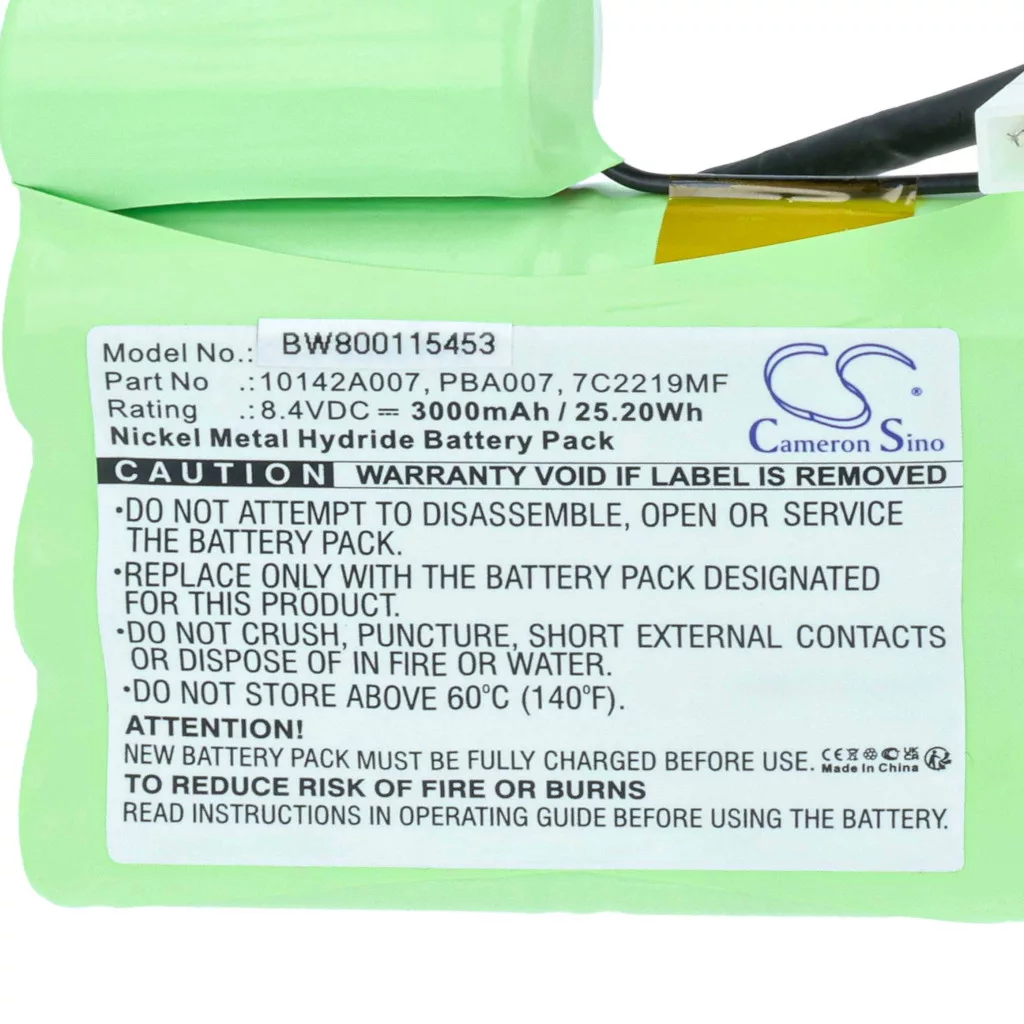 Model No.: BW800115453
Part No .: 10142A007, PBA007, 7C2219MF
Rating .: 8.4VDC ⎓ 3000mAh / 25.20Wh
Nickel Metal Hydride Battery Pack
CS ®
Cameron Sino
CAUTION WARRANTY VOID IF LABEL IS REMOVED
•DO NOT ATTEMPT TO DISASSEMBLE, OPEN OR SERVICE
THE BATTERY PACK.
•REPLACE ONLY WITH THE BATTERY PACK DESIGNATED
FOR THIS PRODUCT.
•DO NOT CRUSH, PUNCTURE, SHORT EXTERNAL CONTACTS
OR DISPOSE OF IN FIRE OR WATER.
•DO NOT STORE ABOVE 60°C (140°F).
ATTENTION!
NEW BATTERY PACK MUST BE FULLY CHARGED BEFORE USE.
CE
Made In China
TO REDUCE RISK OF FIRE OR BURNS
READ INSTRUCTIONS IN OPERATING GUIDE BEFORE USING THE BATTERY.